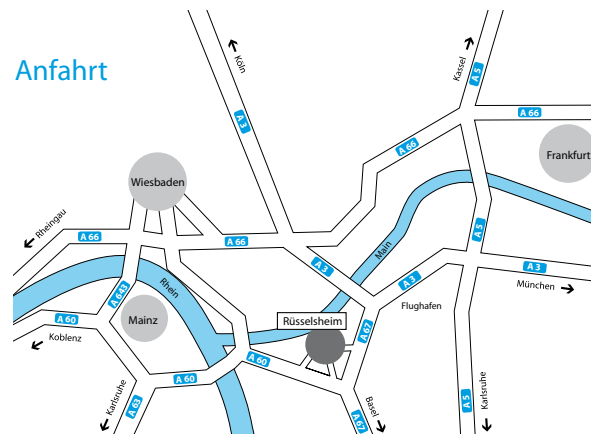 Anfahrt
Köln
Kassel
A 5
A 3
A 66
A 66
Frankfurt
Wiesbaden
Rheingau
A 66
A 66
Main
A 5
A 3
A 3
A 3
München
Rhein
A 643
Flughafen
A 60
Mainz
Rüsselsheim
A 67
Koblenz
A 60
A 60
Karlsruhe
A 63
Basel
A 67
A 5
Karlsruhe